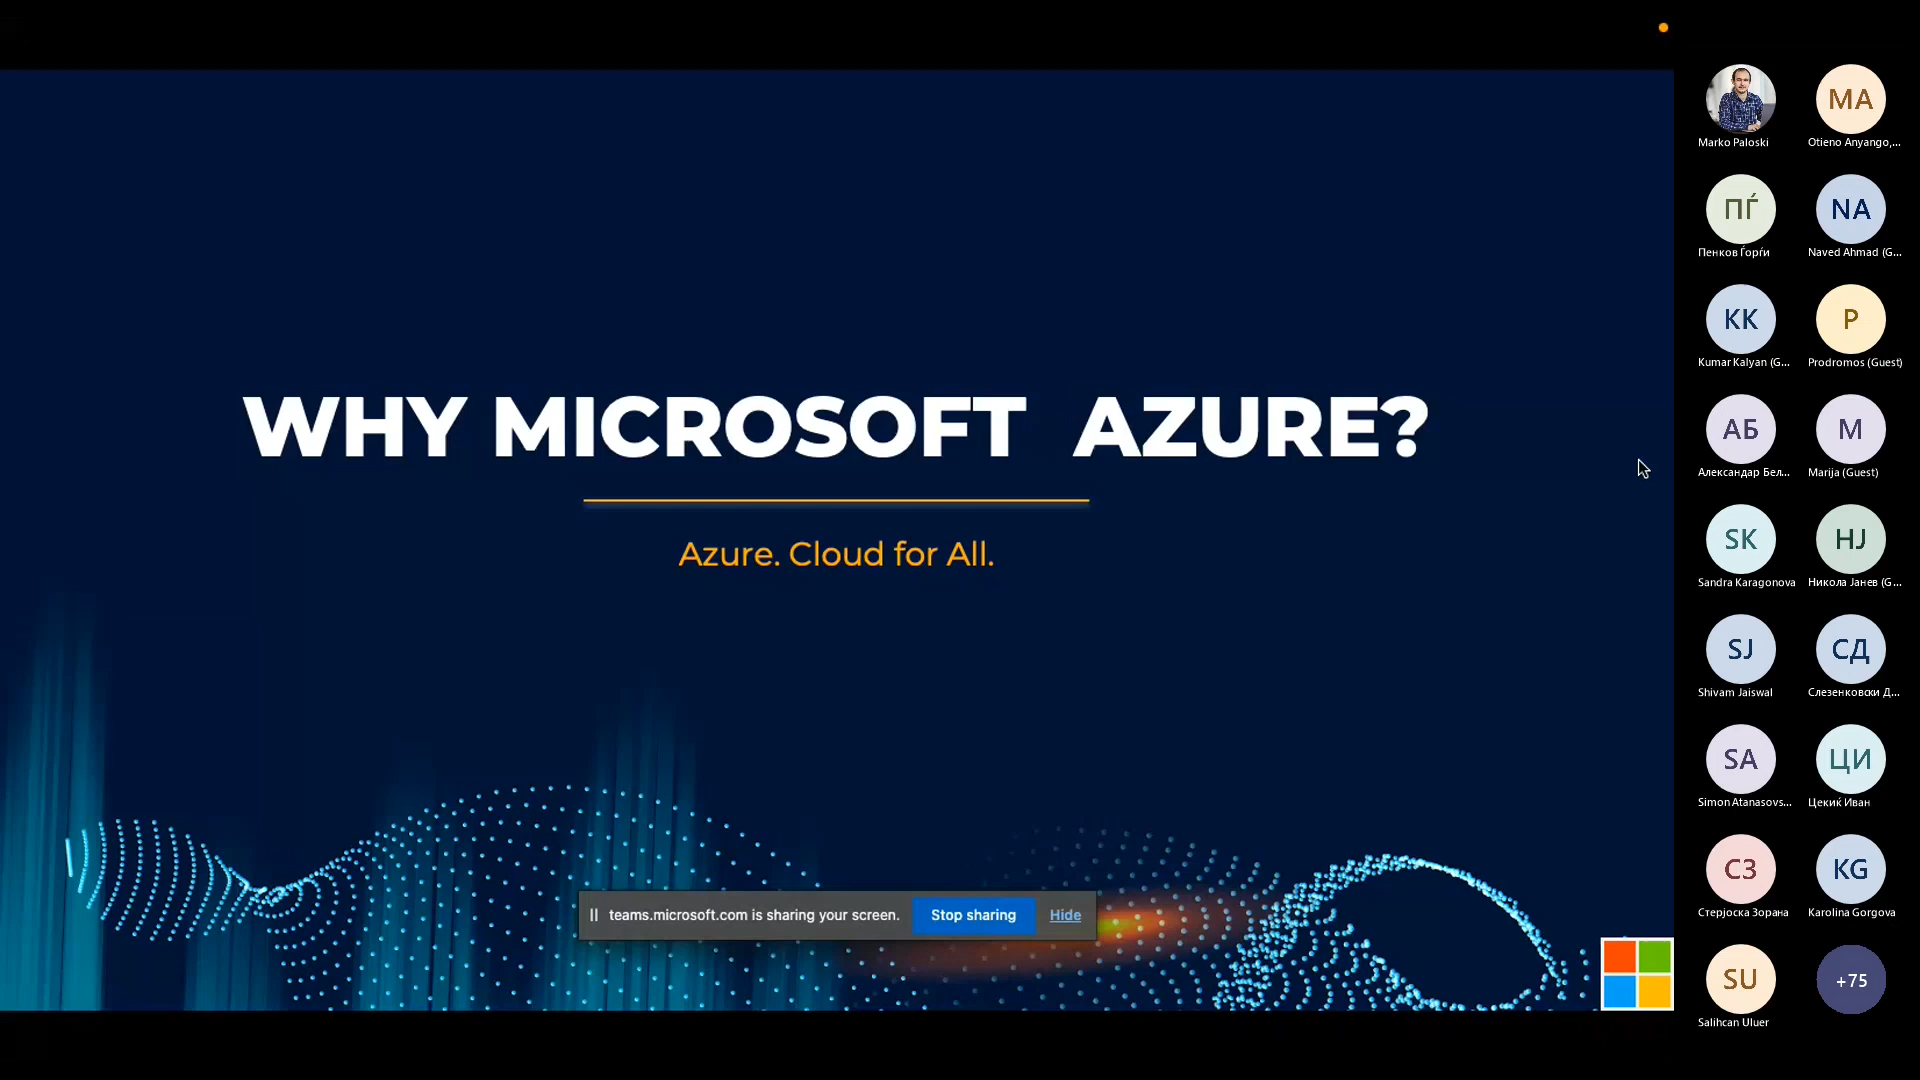 WHY MICROSOFT AZURE?
Azure. Cloud for All.
teams.microsoft.com is sharing your screen. Stop sharing Hide
Marko Paloski
MA
Otieno Anyango,...
ПЃ
Пенков Ѓорѓи
NA
Naved Ahmad (G...
KK
Kumar Kalyan (G...
P
Prodromos (Guest)
АБ
Александар Бел...
M
Marija (Guest)
SK
Sandra Karagonova
НЈ
Никола Јанев (G...
SJ
Shivam Jaiswal
СД
Слезенковски Д...
SA
Simon Atanasovs...
ЦИ
Цекиќ Иван
СЗ
Стерјоска Зорана
KG
Karolina Gorgova
SU
Salihcan Uluer
+75